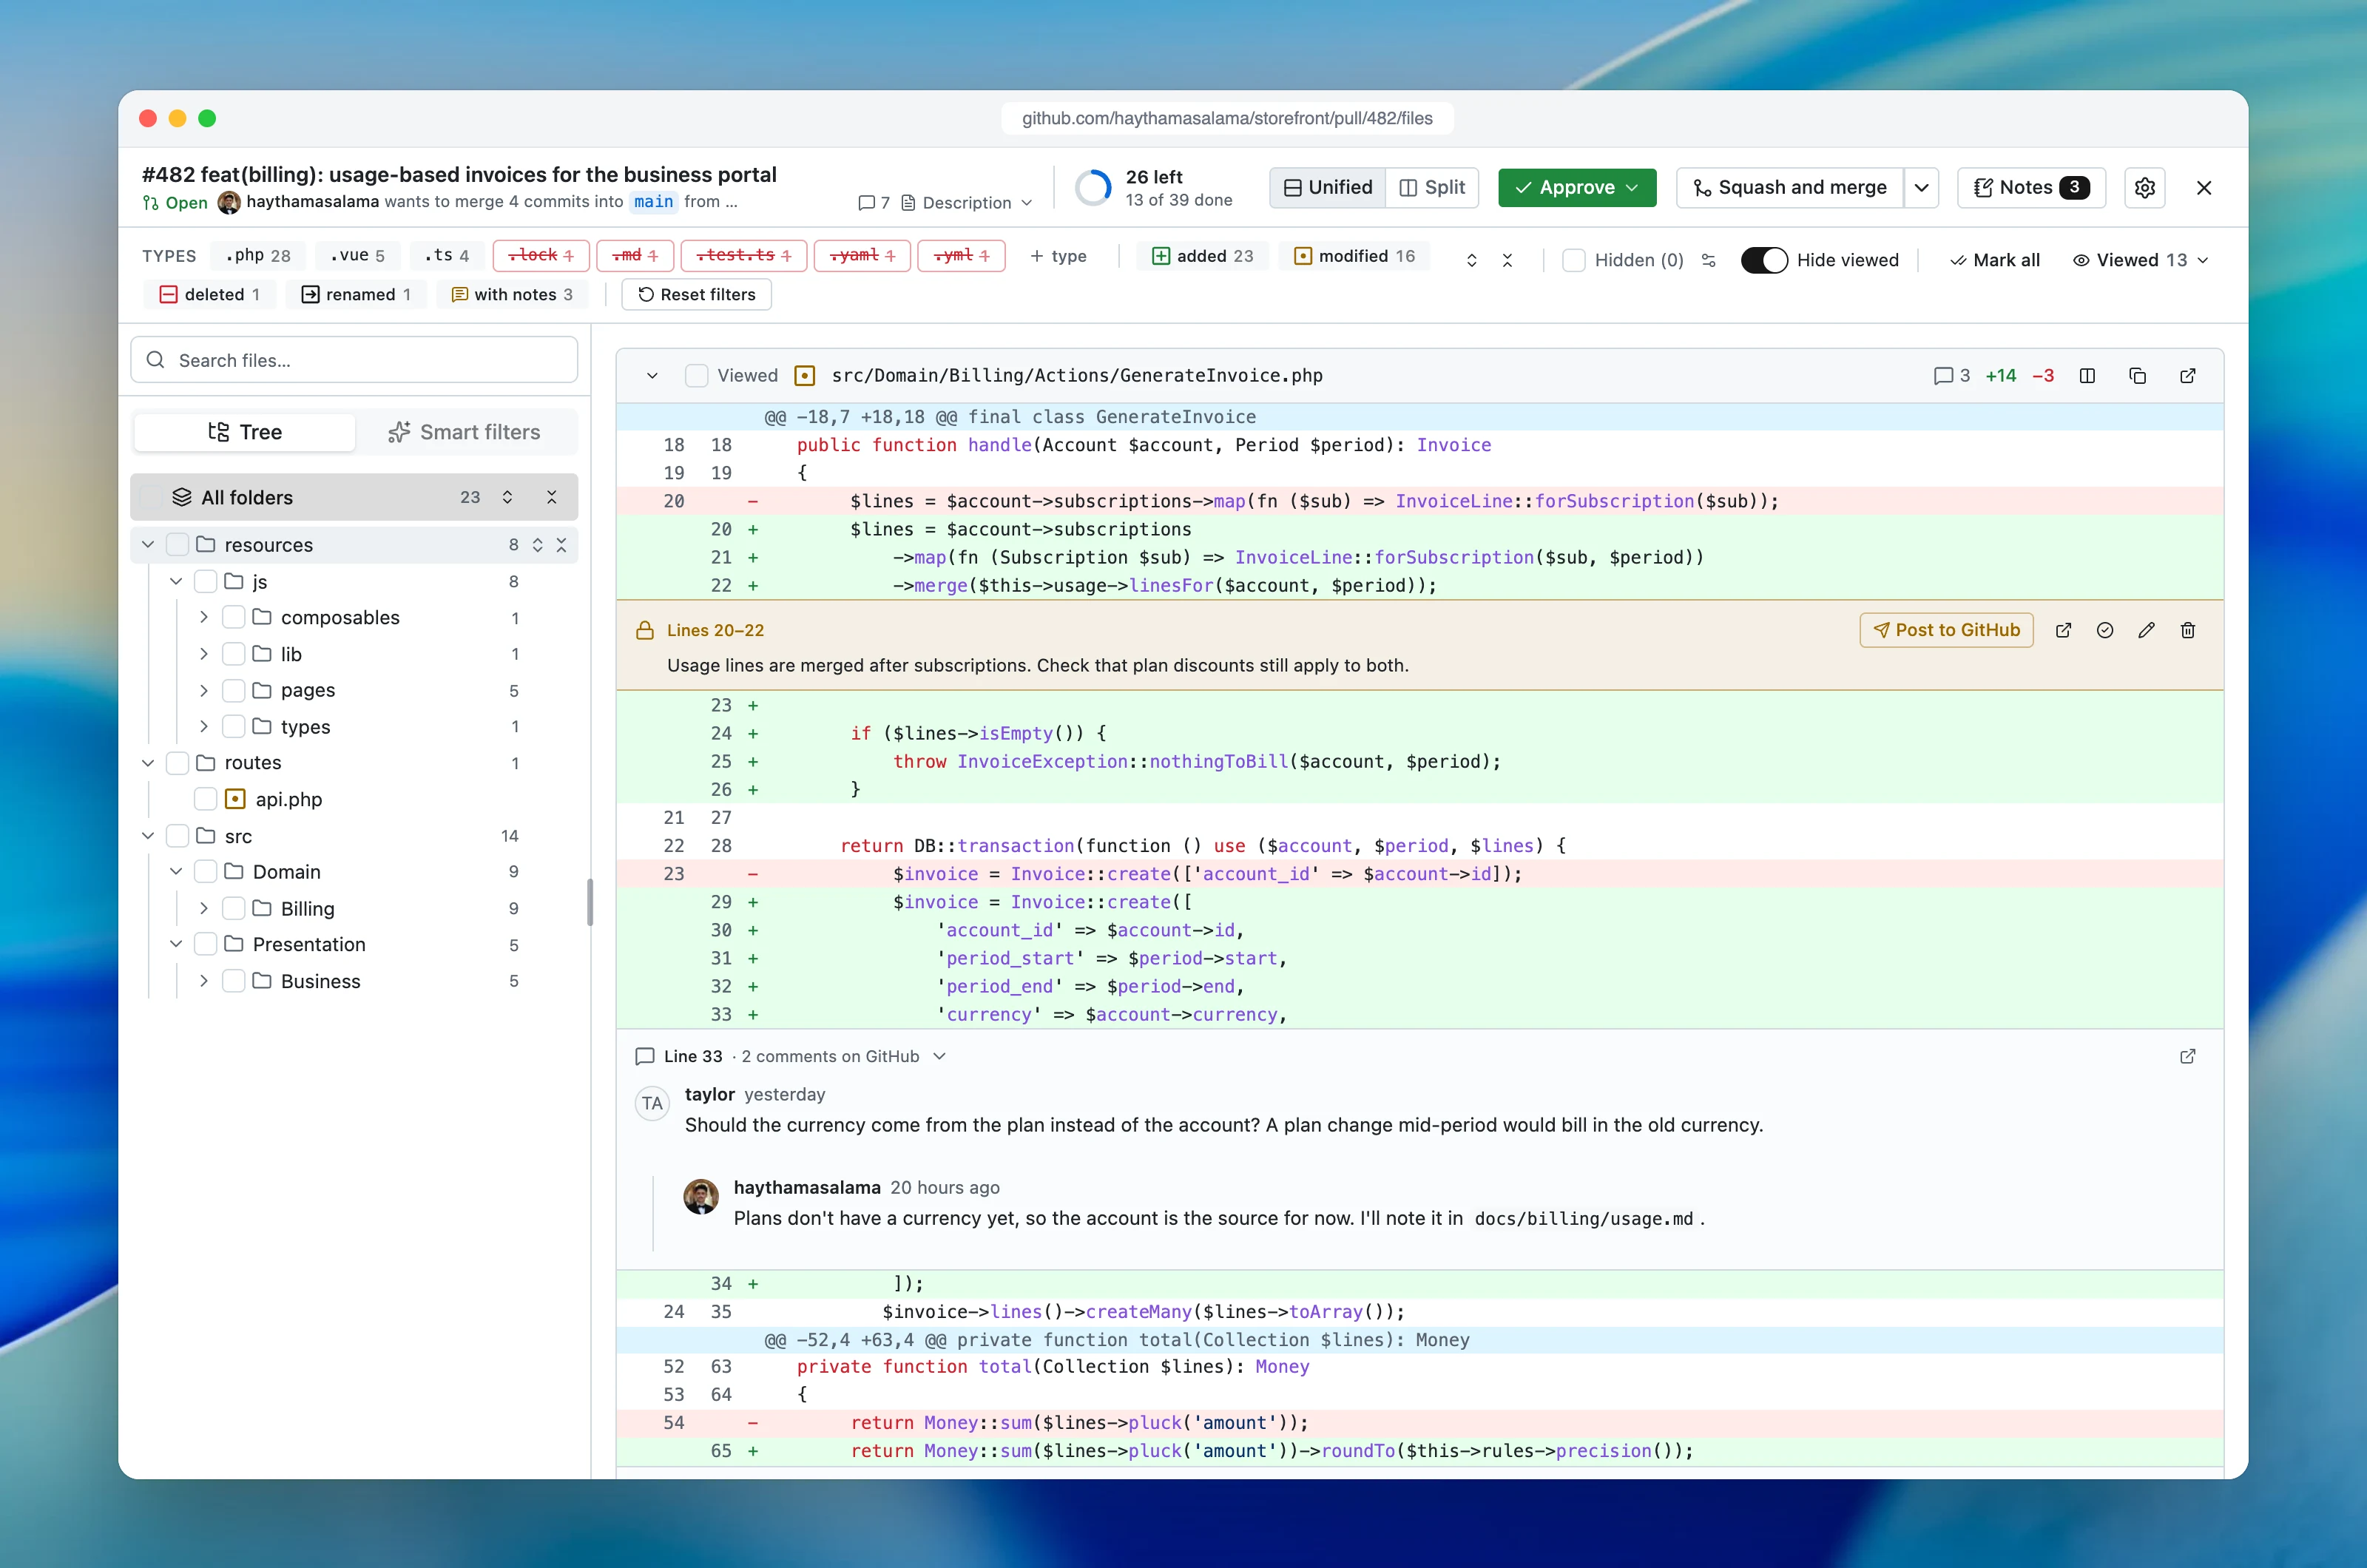 github.com/haythamasalama/storefront/pull/482/files
#482 feat(billing): usage-based invoices for the business portal
Open haythamasalama wants to merge 4 commits into main from ...
7 Description
26 left
13 of 39 done
Unified Split
Approve
Squash and merge
Notes 3
TYPES .php 28 .vue 5 .ts 4 .lock 1 .md 1 .test.ts 1 .yaml 1 .yml 1 + type added 23 modified 16
Hidden (0) Hide viewed Mark all Viewed 13
deleted 1 renamed 1 with notes 3 Reset filters
Search files...
Tree Smart filters
All folders 23
resources 8
js 8
composables 1
lib 1
pages 5
types 1
routes 1
api.php
src 14
Domain 9
Billing 9
Presentation 5
Business 5
Viewed src/Domain/Billing/Actions/GenerateInvoice.php 3 +14 −3
@@ −18,7 +18,18 @@ final class GenerateInvoice
18 18 public function handle(Account $account, Period $period): Invoice
19 19 {
20 − $lines = $account->subscriptions->map(fn ($sub) => InvoiceLine::forSubscription($sub));
20 + $lines = $account->subscriptions
21 + ->map(fn (Subscription $sub) => InvoiceLine::forSubscription($sub, $period))
22 + ->merge($this->usage->linesFor($account, $period));
Lines 20–22
Post to GitHub
Usage lines are merged after subscriptions. Check that plan discounts still apply to both.
23 +
24 + if ($lines->isEmpty()) {
25 + throw InvoiceException::nothingToBill($account, $period);
26 + }
21 27
22 28 return DB::transaction(function () use ($account, $period, $lines) {
23 − $invoice = Invoice::create(['account_id' => $account->id]);
29 + $invoice = Invoice::create([
30 + 'account_id' => $account->id,
31 + 'period_start' => $period->start,
32 + 'period_end' => $period->end,
33 + 'currency' => $account->currency,
Line 33 · 2 comments on GitHub
TA
taylor yesterday
Should the currency come from the plan instead of the account? A plan change mid-period would bill in the old currency.
haythamasalama 20 hours ago
Plans don't have a currency yet, so the account is the source for now. I'll note it in docs/billing/usage.md .
34 + ]);
24 35 $invoice->lines()->createMany($lines->toArray());
@@ −52,4 +63,4 @@ private function total(Collection $lines): Money
52 63 private function total(Collection $lines): Money
53 64 {
54 − return Money::sum($lines->pluck('amount'));
65 + return Money::sum($lines->pluck('amount'))->roundTo($this->rules->precision());